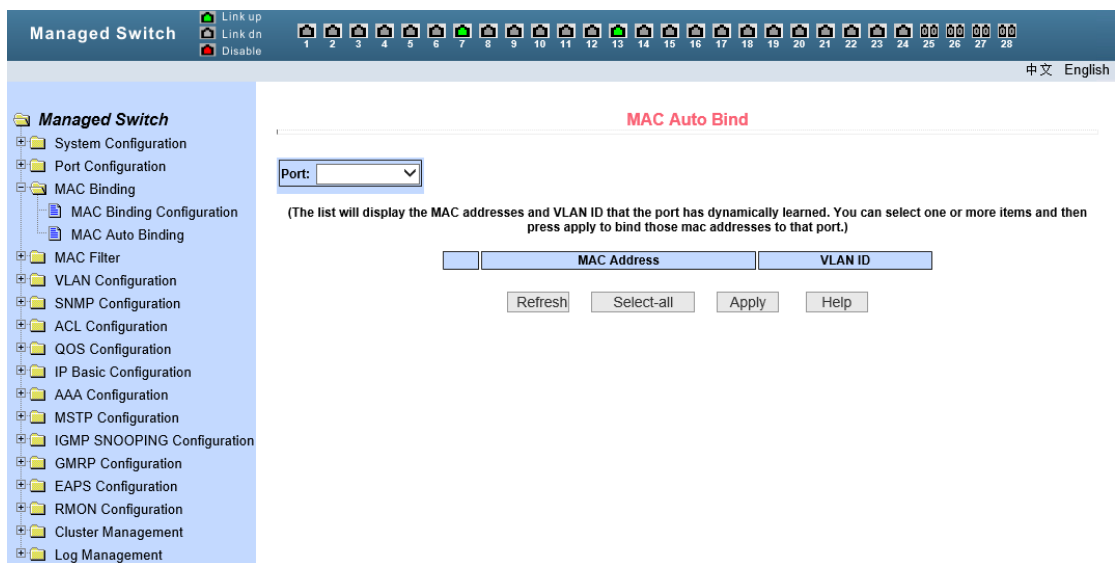 Managed Switch
Link up
Link dn
Disable
1 2 3 4 5 6 7 8 9 10 11 12 13 14 15 16 17 18 19 20 21 22 23 24 25 26 27 28
中文 English
Managed Switch
System Configuration
Port Configuration
MAC Binding
MAC Binding Configuration
MAC Auto Binding
MAC Filter
VLAN Configuration
SNMP Configuration
ACL Configuration
QOS Configuration
IP Basic Configuration
AAA Configuration
MSTP Configuration
IGMP SNOOPING Configuration
GMRP Configuration
EAPS Configuration
RMON Configuration
Cluster Management
Log Management
MAC Auto Bind
Port:
(The list will display the MAC addresses and VLAN ID that the port has dynamically learned. You can select one or more items and then
press apply to bind those mac addresses to that port.)
MAC Address VLAN ID
Refresh Select-all Apply Help